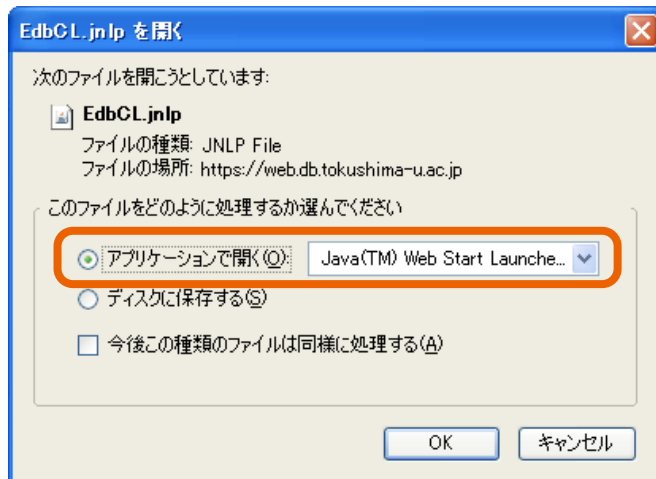 EdbCL.jnlp を開く
次のファイルを開こうとしています:
EdbCL.jnlp
ファイルの種類: JNLP File
ファイルの場所: https://web.db.tokushima-u.ac.jp
このファイルをどのように処理するか選んでください
アプリケーションで開く(O): Java(TM) Web Start Launche...
ディスクに保存する(S)
今後この種類のファイルは同様に処理する(A)
OK キャンセル